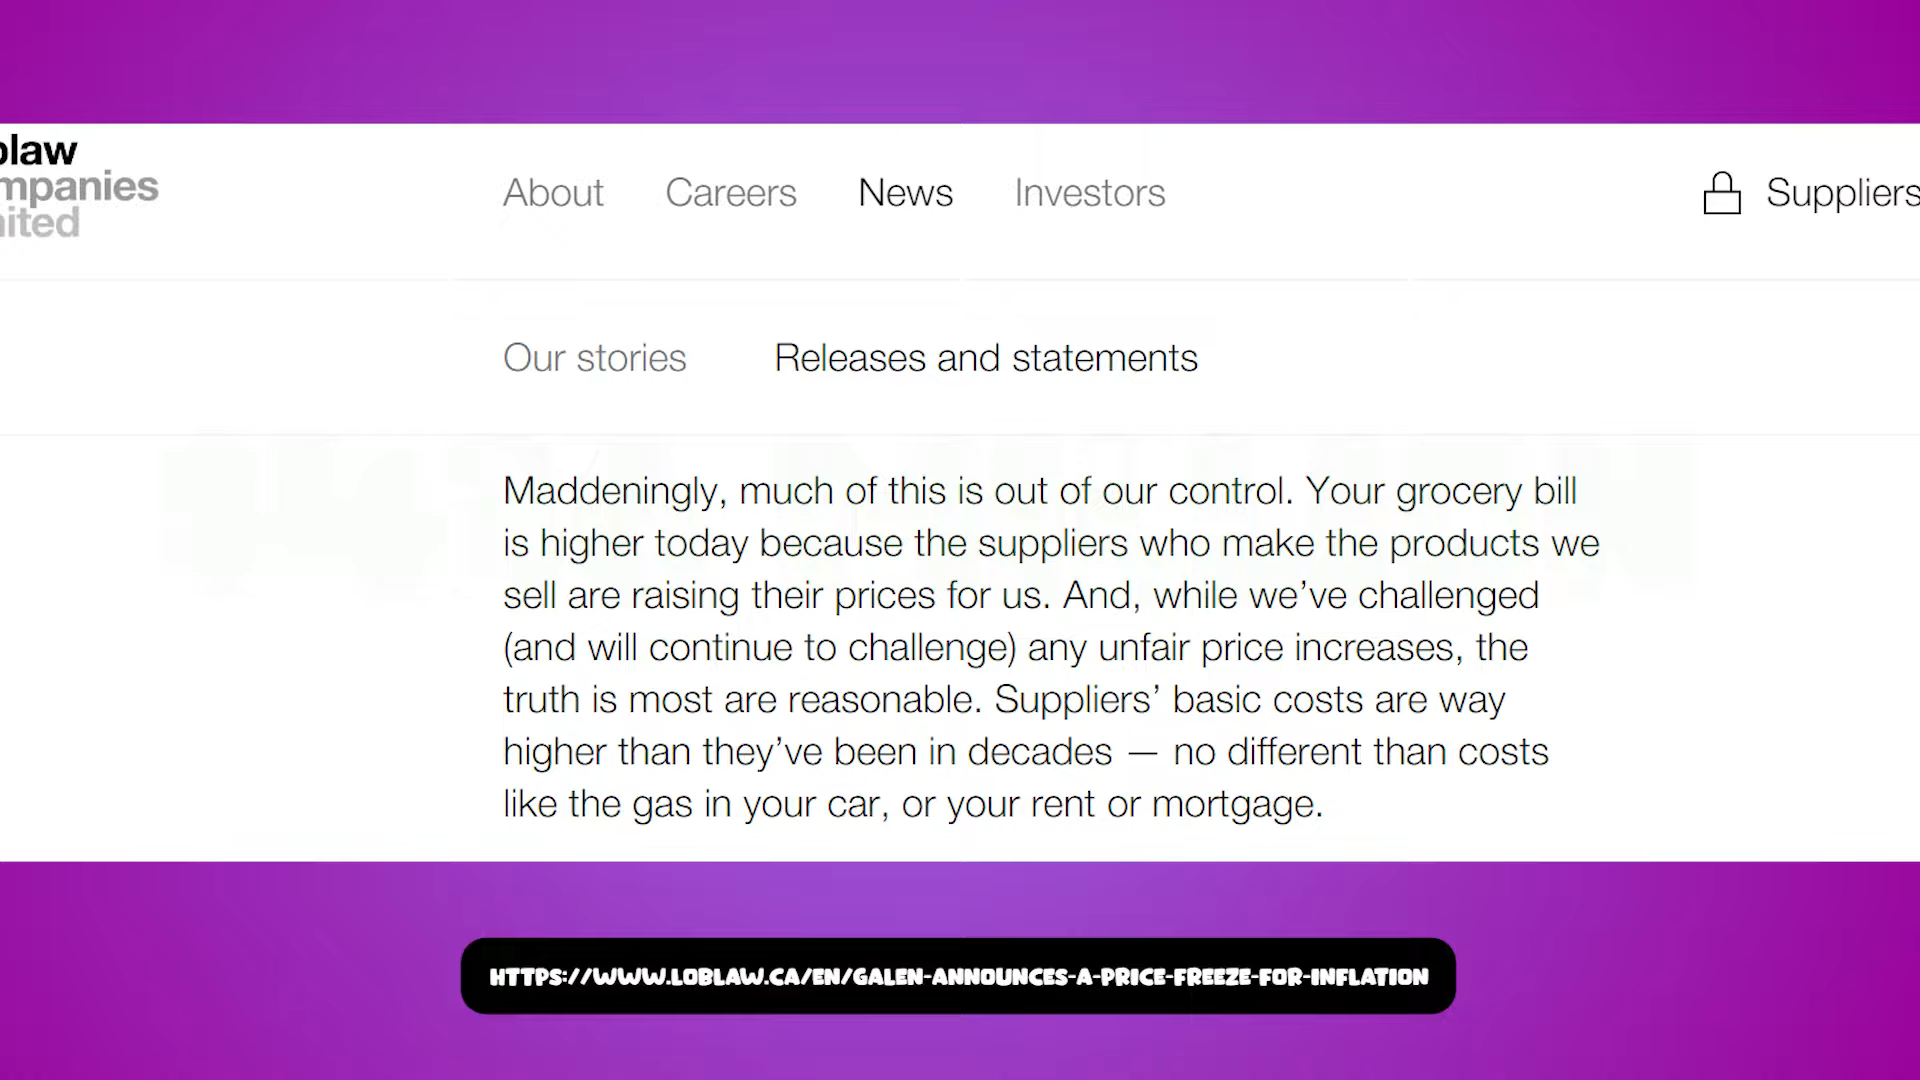 blaw
mpanies
ited
About Careers News Investors Suppliers
Our stories Releases and statements
Maddeningly, much of this is out of our control. Your grocery bill
is higher today because the suppliers who make the products we
sell are raising their prices for us. And, while we’ve challenged
(and will continue to challenge) any unfair price increases, the
truth is most are reasonable. Suppliers’ basic costs are way
higher than they’ve been in decades — no different than costs
like the gas in your car, or your rent or mortgage.
HTTPS://WWW.LOBLAW.CA/EN/GALEN-ANNOUNCES-A-PRICE-FREEZE-FOR-INFLATION